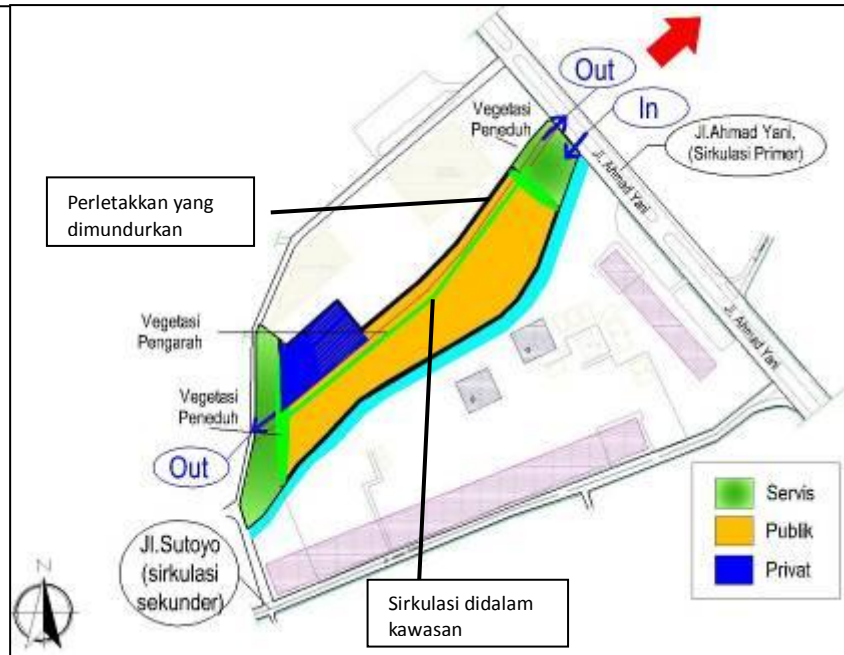 Out
In
Vegetasi
Peneduh
Jl.Ahmad Yani,
(Sirkulasi Primer)
Jl. Ahmad Yani
Perletakkan yang
dimundurkan
Jl. Ahmad Yani
Vegetasi
Pengarah
Vegetasi
Peneduh
Out
Servis
Publik
Privat
Jl.Sutoyo
(sirkulasi
sekunder)
N
Sirkulasi didalam
kawasan